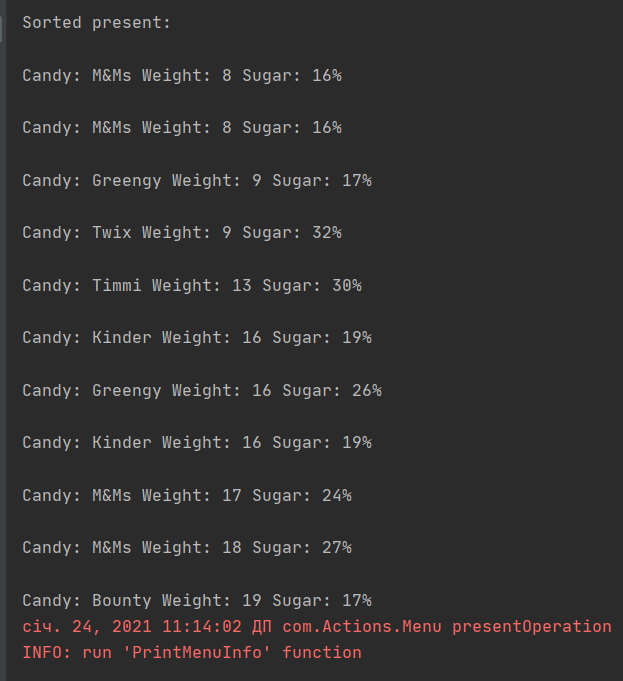 Sorted present:
Candy: M&Ms Weight: 8 Sugar: 16%
Candy: M&Ms Weight: 8 Sugar: 16%
Candy: Greengy Weight: 9 Sugar: 17%
Candy: Twix Weight: 9 Sugar: 32%
Candy: Timmi Weight: 13 Sugar: 30%
Candy: Kinder Weight: 16 Sugar: 19%
Candy: Greengy Weight: 16 Sugar: 26%
Candy: Kinder Weight: 16 Sugar: 19%
Candy: M&Ms Weight: 17 Sugar: 24%
Candy: M&Ms Weight: 18 Sugar: 27%
Candy: Bounty Weight: 19 Sugar: 17%
січ. 24, 2021 11:14:02 ДП com.Actions.Menu presentOperation
INFO: run 'PrintMenuInfo' function